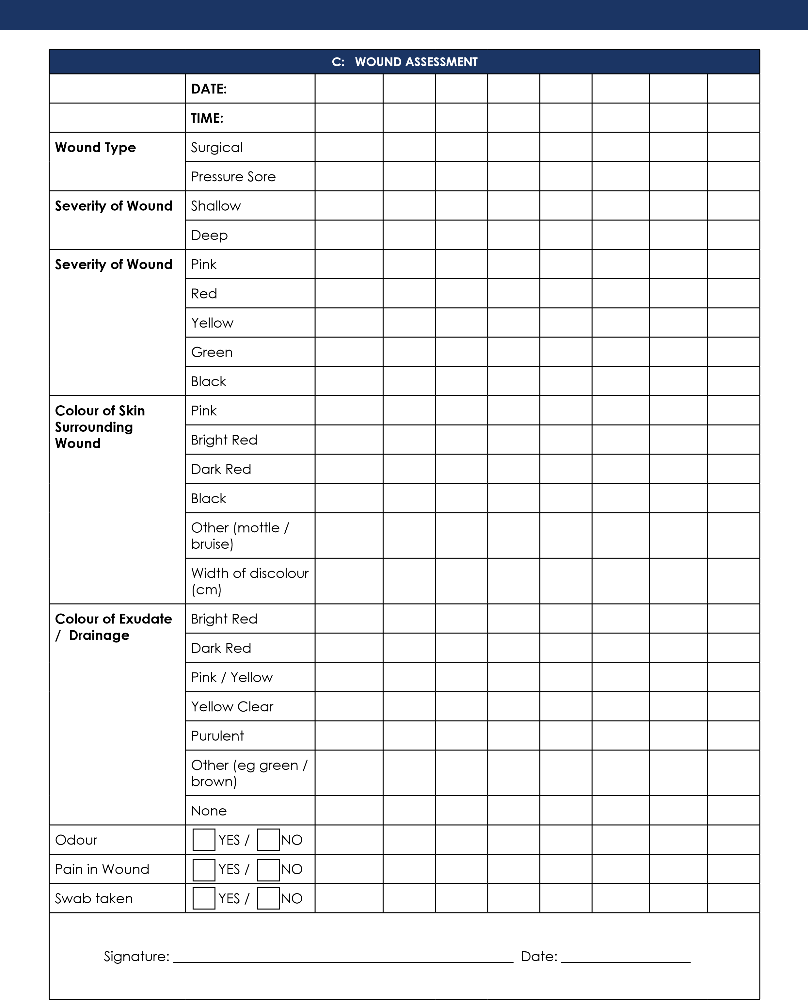 C: WOUND ASSESSMENT
DATE:
TIME:
Wound Type
Surgical
Pressure Sore
Severity of Wound
Shallow
Deep
Severity of Wound
Pink
Red
Yellow
Green
Black
Colour of Skin
Surrounding
Wound
Pink
Bright Red
Dark Red
Black
Other (mottle /
bruise)
Width of discolour
(cm)
Colour of Exudate
/ Drainage
Bright Red
Dark Red
Pink / Yellow
Yellow Clear
Purulent
Other (eg green /
brown)
None
Odour
YES / NO
Pain in Wound
YES / NO
Swab taken
YES / NO
Signature: Date: